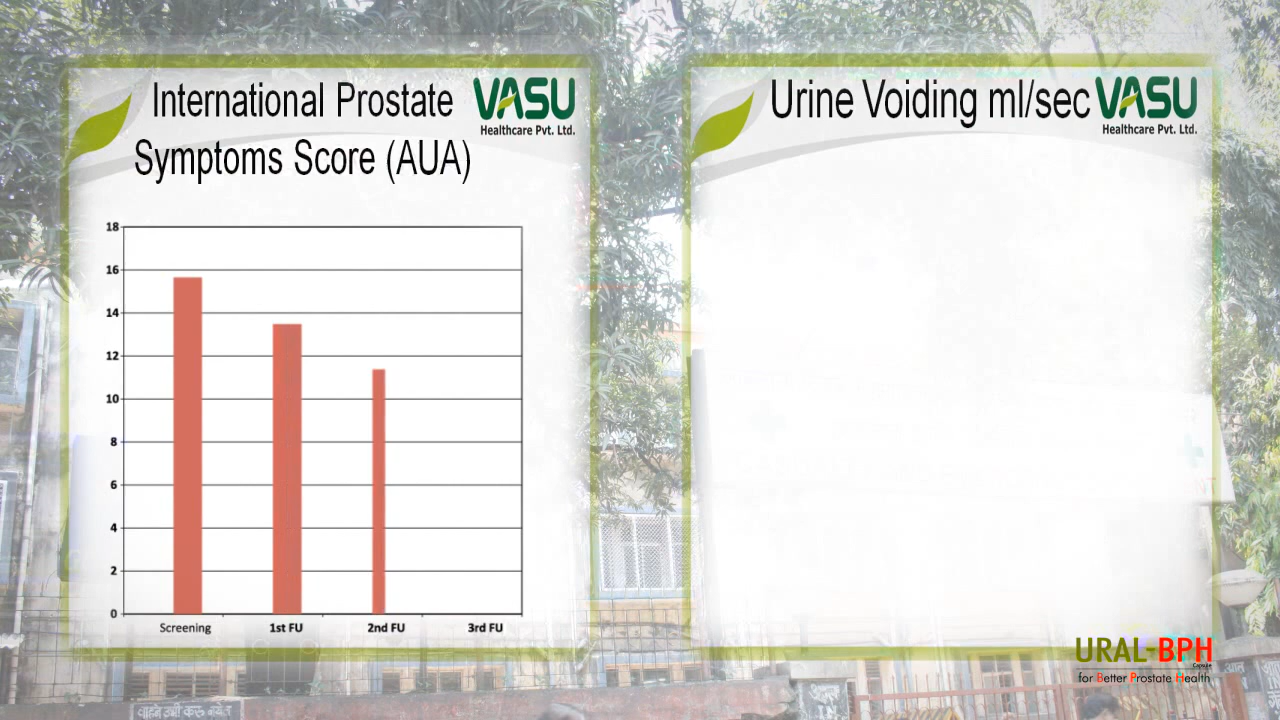 International Prostate
Symptoms Score (AUA)
VASU
Healthcare Pvt. Ltd.
18
16
14
12
10
8
6
4
2
0
Screening
1st FU
2nd FU
3rd FU
Urine Voiding ml/sec
VASU
Healthcare Pvt. Ltd.
URAL-BPH
Capsule
for Better Prostate Health